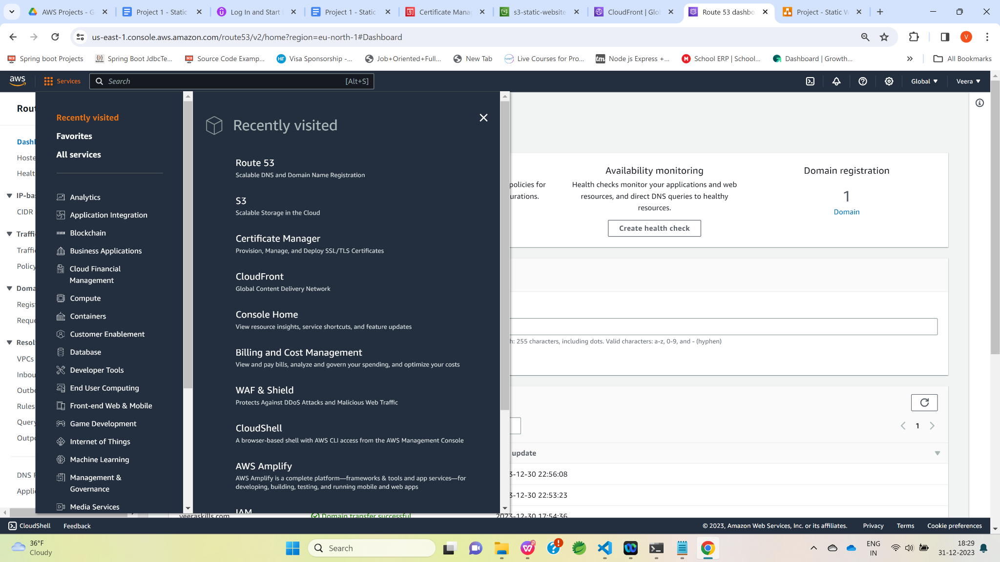 AWS Projects - G
Project 1 - Static
Log In and Start
Project 1 - Static
Certificate Manag
s3-static-website
CloudFront | Glo
Route 53 dashbo
Project - Static W
us-east-1.console.aws.amazon.com/route53/v2/home?region=eu-north-1#Dashboard
V
Spring boot Projects
Spring Boot JdbcTe...
Source Code Examp...
Visa Sponsorship -...
Job+Oriented+Full...
New Tab
Live Courses for Pro...
Node js Express +...
School ERP | School...
Dashboard | Growth...
All Bookmarks
aws
Services
Search
[Alt+S]
Global
Veera
Rout
Dashl
Hoste
Healt
IP-ba
CIDR
Traffi
Traffi
Policy
Doma
Regist
Reque
Resol
VPCs
Inbou
Outbo
Rules
Query
Outpo
DNS F
Applic
Recently visited
Favorites
All services
Analytics
Application Integration
Blockchain
Business Applications
Cloud Financial
Management
Compute
Containers
Customer Enablement
Database
Developer Tools
End User Computing
Front-end Web & Mobile
Game Development
Internet of Things
Machine Learning
Management &
Governance
Media Services
Recently visited
Route 53
Scalable DNS and Domain Name Registration
S3
Scalable Storage in the Cloud
Certificate Manager
Provision, Manage, and Deploy SSL/TLS Certificates
CloudFront
Global Content Delivery Network
Console Home
View resource insights, service shortcuts, and feature updates
Billing and Cost Management
View and pay bills, analyze and govern your spending, and optimize your costs
WAF & Shield
Protects Against DDoS Attacks and Malicious Web Traffic
CloudShell
A browser-based shell with AWS CLI access from the AWS Management Console
AWS Amplify
AWS Amplify is a complete platform—frameworks & tools and app services—for
developing, building, testing, and running mobile and web apps
IAM
policies for
urations.
Availability monitoring
Health checks monitor your applications and web
resources, and direct DNS queries to healthy
resources.
Create health check
Domain registration
1
Domain
h: 255 characters, including dots. Valid characters: a-z, 0-9, and - (hyphen)
1
update
3-12-30 22:56:08
3-12-30 22:53:23
veeraskills.com
Domain transfer successful
2023-12-30 17:54:36
CloudShell
Feedback
© 2023, Amazon Web Services, Inc. or its affiliates.
Privacy
Terms
Cookie preferences
36°F
Cloudy
Search
ENG
IN
18:29
31-12-2023